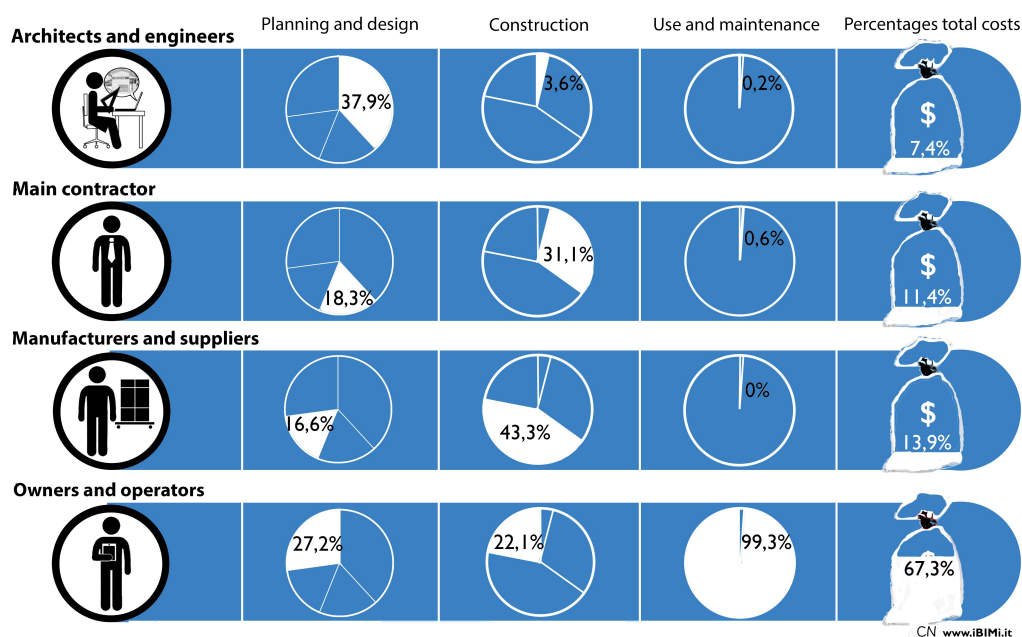 Planning and design
Construction
Use and maintenance
Percentages total costs
Architects and engineers
37,9%
3,6%
0,2%
$
7,4%
Main contractor
18,3%
31,1%
0,6%
$
11,4%
Manufacturers and suppliers
16,6%
43,3%
0%
$
13,9%
Owners and operators
27,2%
22,1%
99,3%
67,3%
CN www.iBIMi.it